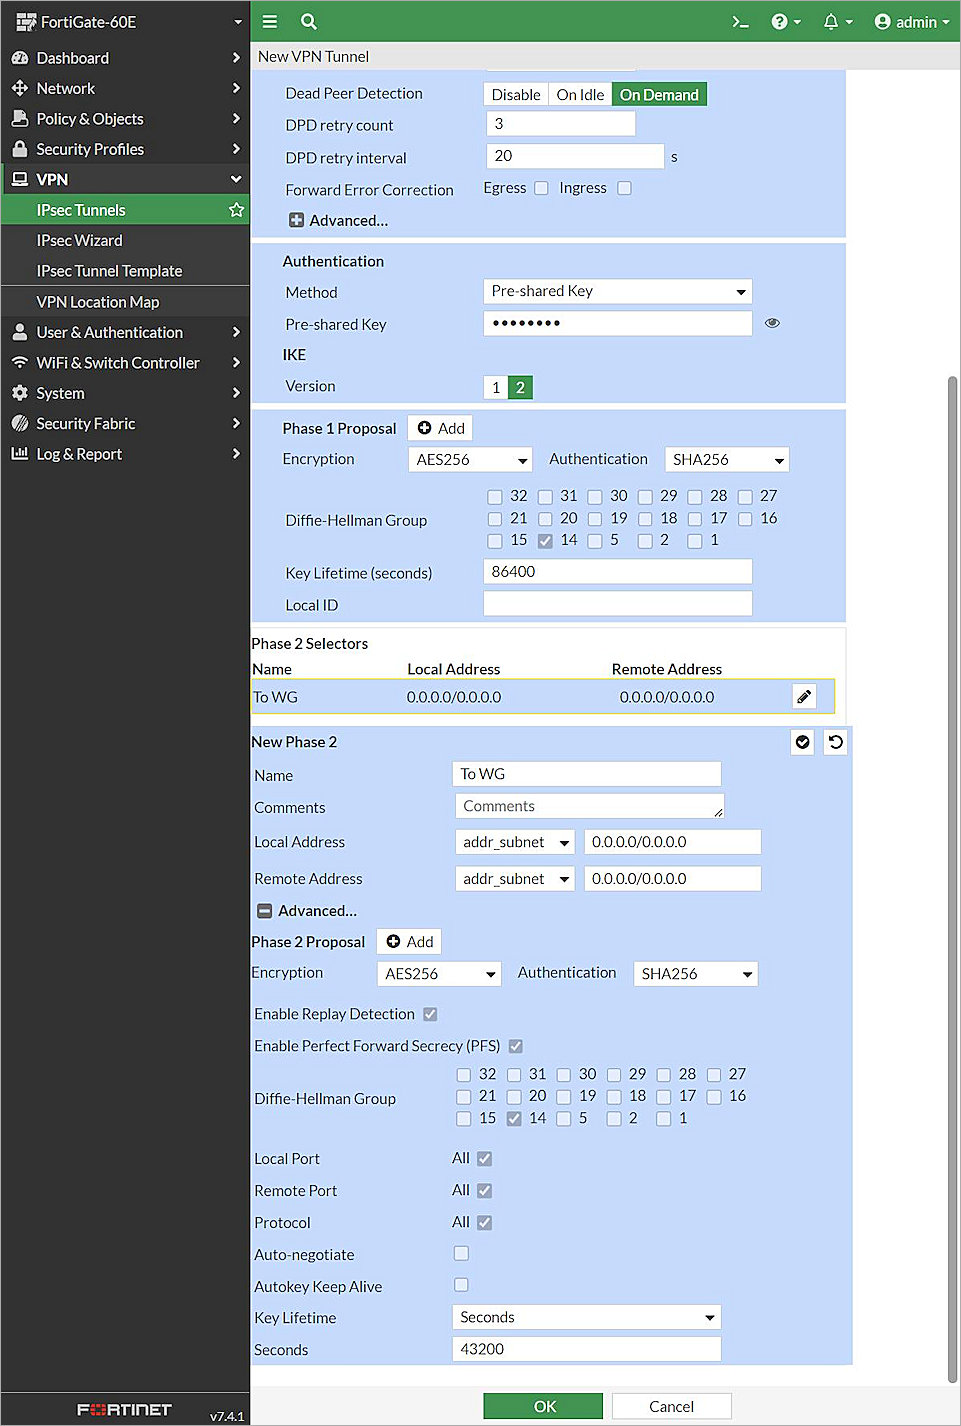 FortiGate-60E
admin
Dashboard
Network
Policy & Objects
Security Profiles
VPN
IPsec Tunnels
IPsec Wizard
IPsec Tunnel Template
VPN Location Map
User & Authentication
WiFi & Switch Controller
System
Security Fabric
Log & Report
FORTINET
v7.4.1
New VPN Tunnel
Dead Peer Detection Disable On Idle On Demand
DPD retry count 3
DPD retry interval 20 s
Forward Error Correction Egress Ingress
Advanced...
Authentication
Method Pre-shared Key
Pre-shared Key ••••••••
IKE
Version 1 2
Phase 1 Proposal Add
Encryption AES256 Authentication SHA256
32 31 30 29 28 27
Diffie-Hellman Group 21 20 19 18 17 16
15 14 5 2 1
Key Lifetime (seconds) 86400
Local ID
Phase 2 Selectors
Name Local Address Remote Address
To WG 0.0.0.0/0.0.0.0 0.0.0.0/0.0.0.0
New Phase 2
Name To WG
Comments Comments
Local Address addr_subnet 0.0.0.0/0.0.0.0
Remote Address addr_subnet 0.0.0.0/0.0.0.0
Advanced...
Phase 2 Proposal Add
Encryption AES256 Authentication SHA256
Enable Replay Detection
Enable Perfect Forward Secrecy (PFS)
32 31 30 29 28 27
Diffie-Hellman Group 21 20 19 18 17 16
15 14 5 2 1
Local Port All
Remote Port All
Protocol All
Auto-negotiate
Autokey Keep Alive
Key Lifetime Seconds
Seconds 43200
OK Cancel